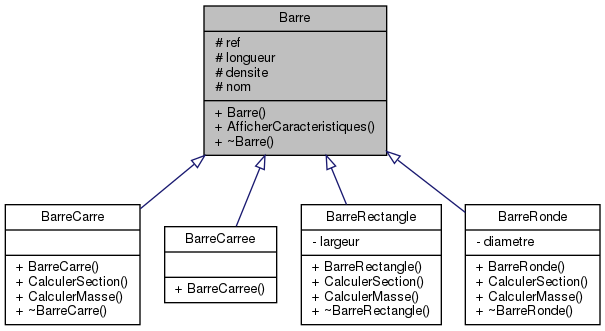 Barre
# ref
# longueur
# densite
# nom
+ Barre()
+ AfficherCaracteristiques()
+ ~Barre()
BarreCarre
+ BarreCarre()
+ CalculerSection()
+ CalculerMasse()
+ ~BarreCarre()
BarreCarree
+ BarreCarree()
BarreRectangle
- largeur
+ BarreRectangle()
+ CalculerSection()
+ CalculerMasse()
+ ~BarreRectangle()
BarreRonde
- diametre
+ BarreRonde()
+ CalculerSection()
+ CalculerMasse()
+ ~BarreRonde()